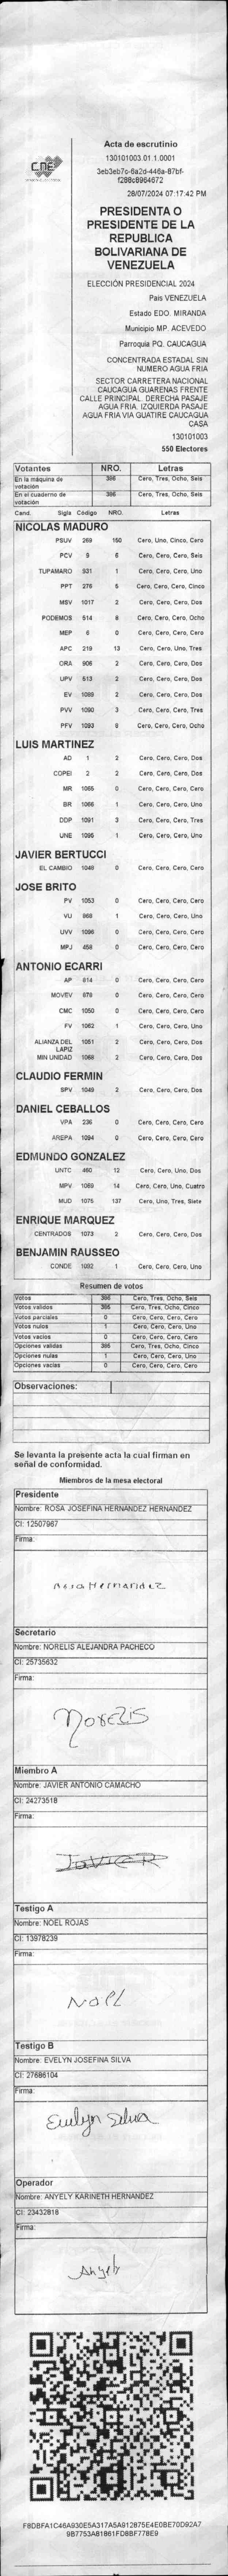 CNE
Acta de escrutinio
130101003.01.1.0001
3eb3eb7c-6a2d-446a-87bf-
f288c8964672
28/07/2024 07:17:42 PM
PRESIDENTA O
PRESIDENTE DE LA
REPUBLICA
BOLIVARIANA DE
VENEZUELA
ELECCIÓN PRESIDENCIAL 2024
Pais VENEZUELA
Estado EDO. MIRANDA
Municipio MP. ACEVEDO
Parroquia PQ. CAUCAGUA
CONCENTRADA ESTADAL SIN
NUMERO AGUA FRIA
SECTOR CARRETERA NACIONAL
CAUCAGUA GUARENAS FRENTE
CALLE PRINCIPAL. DERECHA PASAJE
AGUA FRIA. IZQUIERDA PASAJE
AGUA FRIA VIA GUATIRE CAUCAGUA
CASA
130101003
550 Electores
Votantes NRO. Letras
En la máquina de votación 386 Cero, Tres, Ocho, Seis
En el cuaderno de votación 386 Cero, Tres, Ocho, Seis
Cand. Sigla Código NRO. Letras
NICOLAS MADURO
PSUV 269 150 Cero, Uno, Cinco, Cero
PCV 9 6 Cero, Cero, Cero, Seis
TUPAMARO 931 1 Cero, Cero, Cero, Uno
PPT 276 5 Cero, Cero, Cero, Cinco
MSV 1017 2 Cero, Cero, Cero, Dos
PODEMOS 514 8 Cero, Cero, Cero, Ocho
MEP 6 0 Cero, Cero, Cero, Cero
APC 219 13 Cero, Cero, Uno, Tres
ORA 906 2 Cero, Cero, Cero, Dos
UPV 513 2 Cero, Cero, Cero, Dos
EV 1089 2 Cero, Cero, Cero, Dos
PVV 1090 3 Cero, Cero, Cero, Tres
PFV 1093 8 Cero, Cero, Cero, Ocho
LUIS MARTINEZ
AD 1 2 Cero, Cero, Cero, Dos
COPEI 2 2 Cero, Cero, Cero, Dos
MR 1065 0 Cero, Cero, Cero, Cero
BR 1066 1 Cero, Cero, Cero, Uno
DDP 1091 3 Cero, Cero, Cero, Tres
UNE 1095 1 Cero, Cero, Cero, Uno
JAVIER BERTUCCI
EL CAMBIO 1048 0 Cero, Cero, Cero, Cero
JOSE BRITO
PV 1053 0 Cero, Cero, Cero, Cero
VU 868 1 Cero, Cero, Cero, Uno
UVV 1096 0 Cero, Cero, Cero, Cero
MPJ 458 0 Cero, Cero, Cero, Cero
ANTONIO ECARRI
AP 814 0 Cero, Cero, Cero, Cero
MOVEV 878 0 Cero, Cero, Cero, Cero
CMC 1050 0 Cero, Cero, Cero, Cero
FV 1062 1 Cero, Cero, Cero, Uno
ALIANZA DEL LAPIZ 1051 2 Cero, Cero, Cero, Dos
MIN UNIDAD 1068 2 Cero, Cero, Cero, Dos
CLAUDIO FERMIN
SPV 1049 2 Cero, Cero, Cero, Dos
DANIEL CEBALLOS
VPA 236 0 Cero, Cero, Cero, Cero
AREPA 1094 0 Cero, Cero, Cero, Cero
EDMUNDO GONZALEZ
UNTC 460 12 Cero, Cero, Uno, Dos
MPV 1069 14 Cero, Cero, Uno, Cuatro
MUD 1075 137 Cero, Uno, Tres, Siete
ENRIQUE MARQUEZ
CENTRADOS 1073 2 Cero, Cero, Cero, Dos
BENJAMIN RAUSSEO
CONDE 1092 1 Cero, Cero, Cero, Uno
Resumen de votos
Votos 386 Cero, Tres, Ocho, Seis
Votos validos 385 Cero, Tres, Ocho, Cinco
Votos parciales 0 Cero, Cero, Cero, Cero
Votos nulos 1 Cero, Cero, Cero, Uno
Votos vacios 0 Cero, Cero, Cero, Cero
Opciones validas 385 Cero, Tres, Ocho, Cinco
Opciones nulas 1 Cero, Cero, Cero, Uno
Opciones vacias 0 Cero, Cero, Cero, Cero
Observaciones:
Se levanta la presente acta la cual firman en
señal de conformidad.
Miembros de la mesa electoral
Presidente
Nombre: ROSA JOSEFINA HERNANDEZ HERNANDEZ
CI: 12507967
Firma:
Rosa Hernandez
Secretario
Nombre: NORELIS ALEJANDRA PACHECO
CI: 25735632
Firma:
Norelis
Miembro A
Nombre: JAVIER ANTONIO CAMACHO
CI: 24273518
Firma:
Javier
Testigo A
Nombre: NOEL ROJAS
CI: 13978239
Firma:
Noel
Testigo B
Nombre: EVELYN JOSEFINA SILVA
CI: 27686104
Firma:
Evelyn Silva
Operador
Nombre: ANYELY KARINETH HERNANDEZ
CI: 23432818
Firma:
Anyely
F8DBFA1C46A930E5A317A5A912875E4E0BE70D92A7
9B7753A81861FD8BF778E9